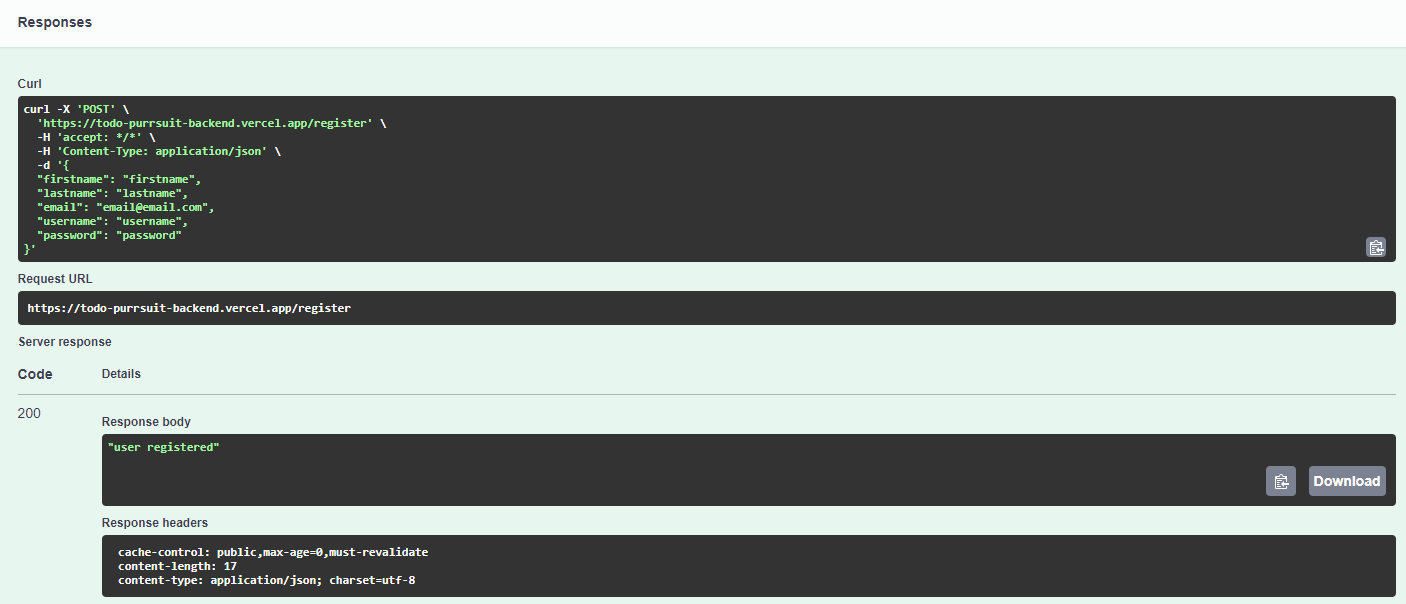 Responses
Curl
curl -X 'POST' \
  'https://todo-purrsuit-backend.vercel.app/register' \
  -H 'accept: */*' \
  -H 'Content-Type: application/json' \
  -d '{
  "firstname": "firstname",
  "lastname": "lastname",
  "email": "email@email.com",
  "username": "username",
  "password": "password"
}'
Request URL
https://todo-purrsuit-backend.vercel.app/register
Server response
Code Details
200
Response body
"user registered"
Download
Response headers
cache-control: public,max-age=0,must-revalidate
content-length: 17
content-type: application/json; charset=utf-8